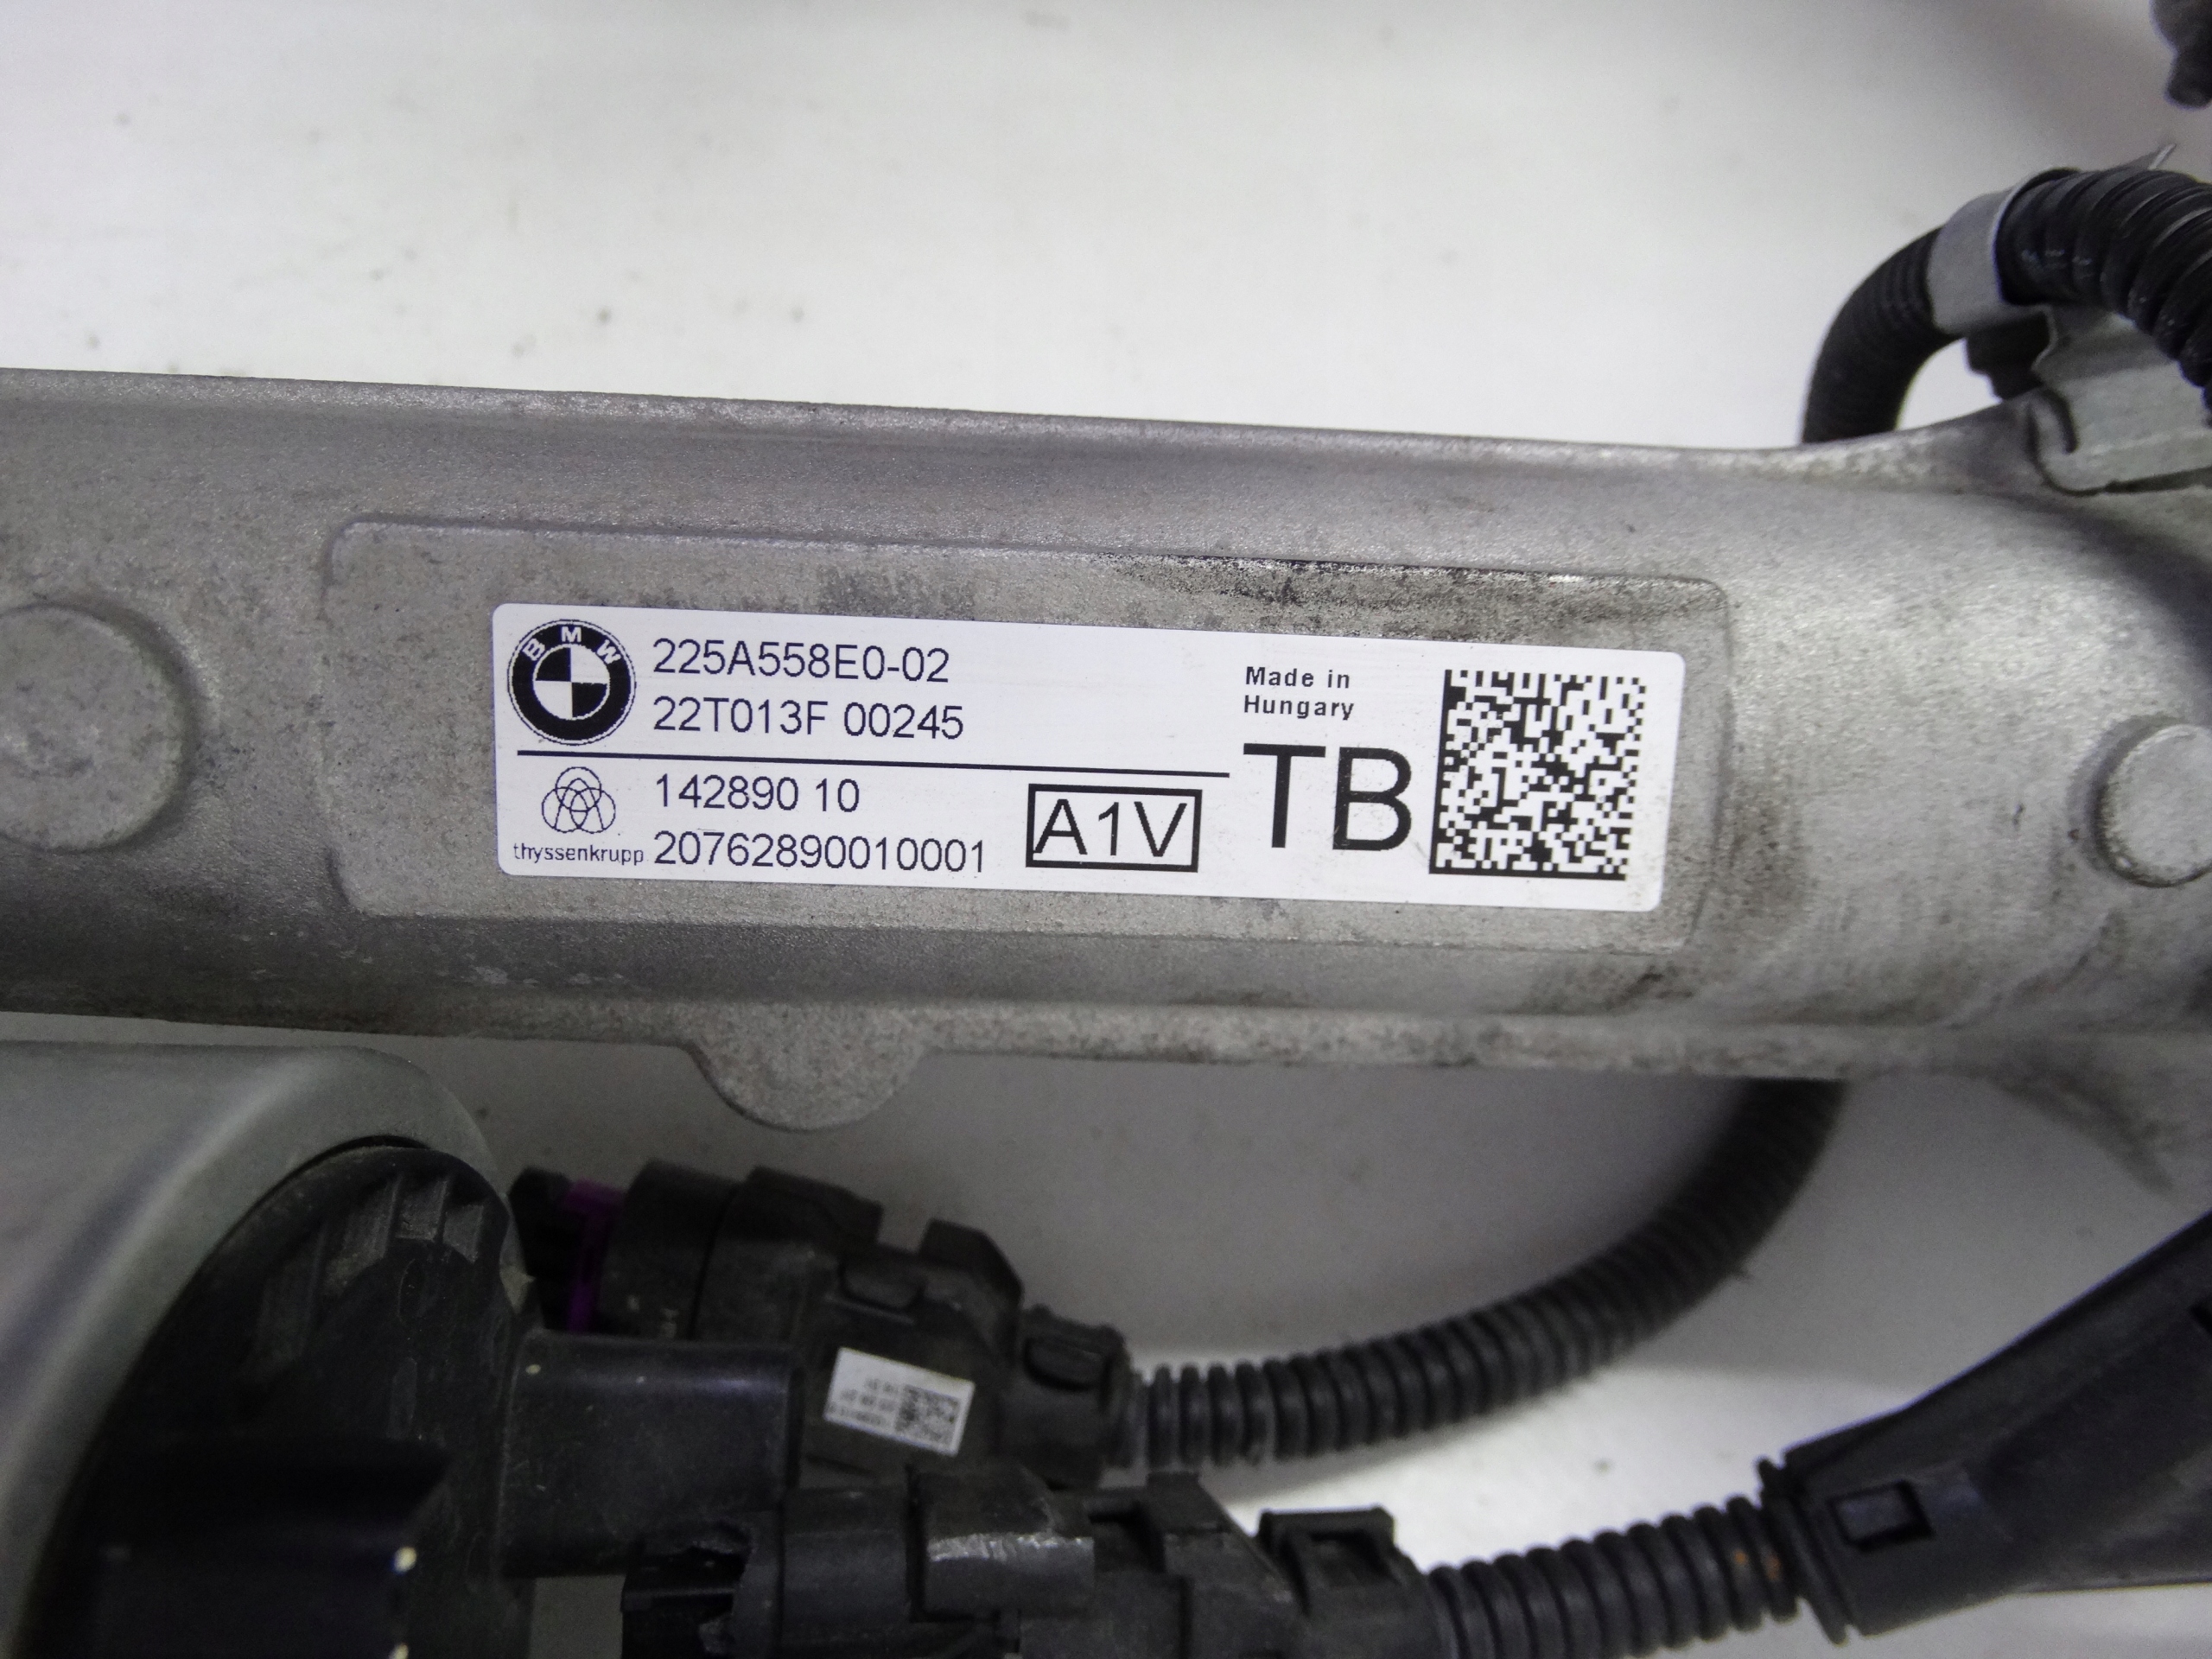 BMW
225A558E0-02
22T013F 00245
Made in
Hungary
thyssenkrupp
142890 10
20762890010001
A1V
TB